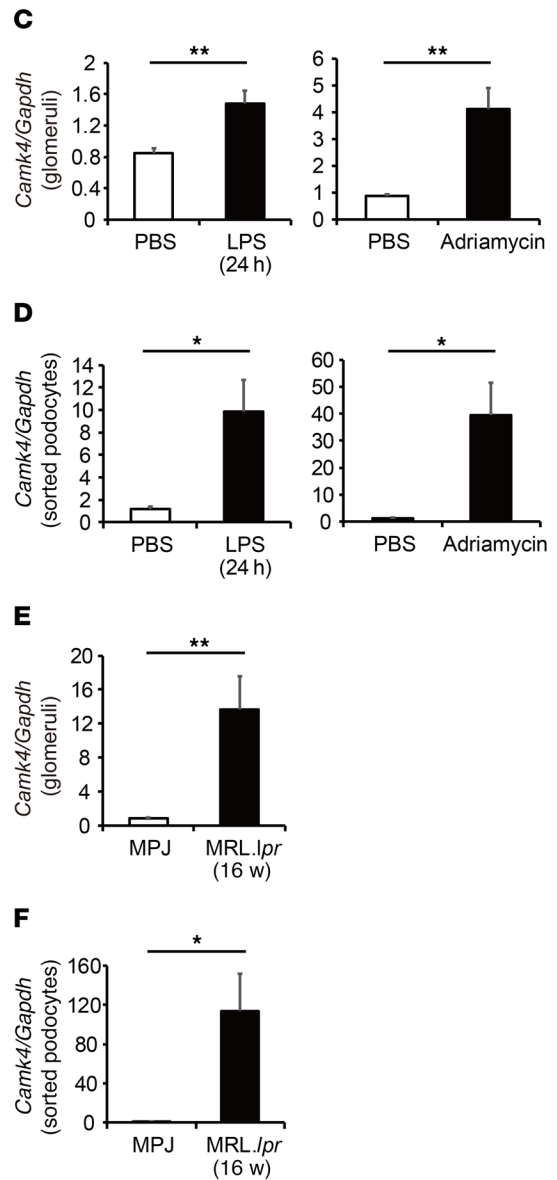 C
Camk4/Gapdh
(glomeruli)
**
2
1.6
1.2
0.8
0.4
0
PBS
LPS
(24 h)
**
6
5
4
3
2
1
0
PBS
Adriamycin
D
Camk4/Gapdh
(sorted podocytes)
*
14
12
10
8
6
4
2
0
PBS
LPS
(24 h)
*
60
50
40
30
20
10
0
PBS
Adriamycin
E
Camk4/Gapdh
(glomeruli)
**
20
16
12
8
4
0
MPJ
MRL.lpr
(16 w)
F
Camk4/Gapdh
(sorted podocytes)
*
160
120
80
40
0
MPJ
MRL.lpr
(16 w)